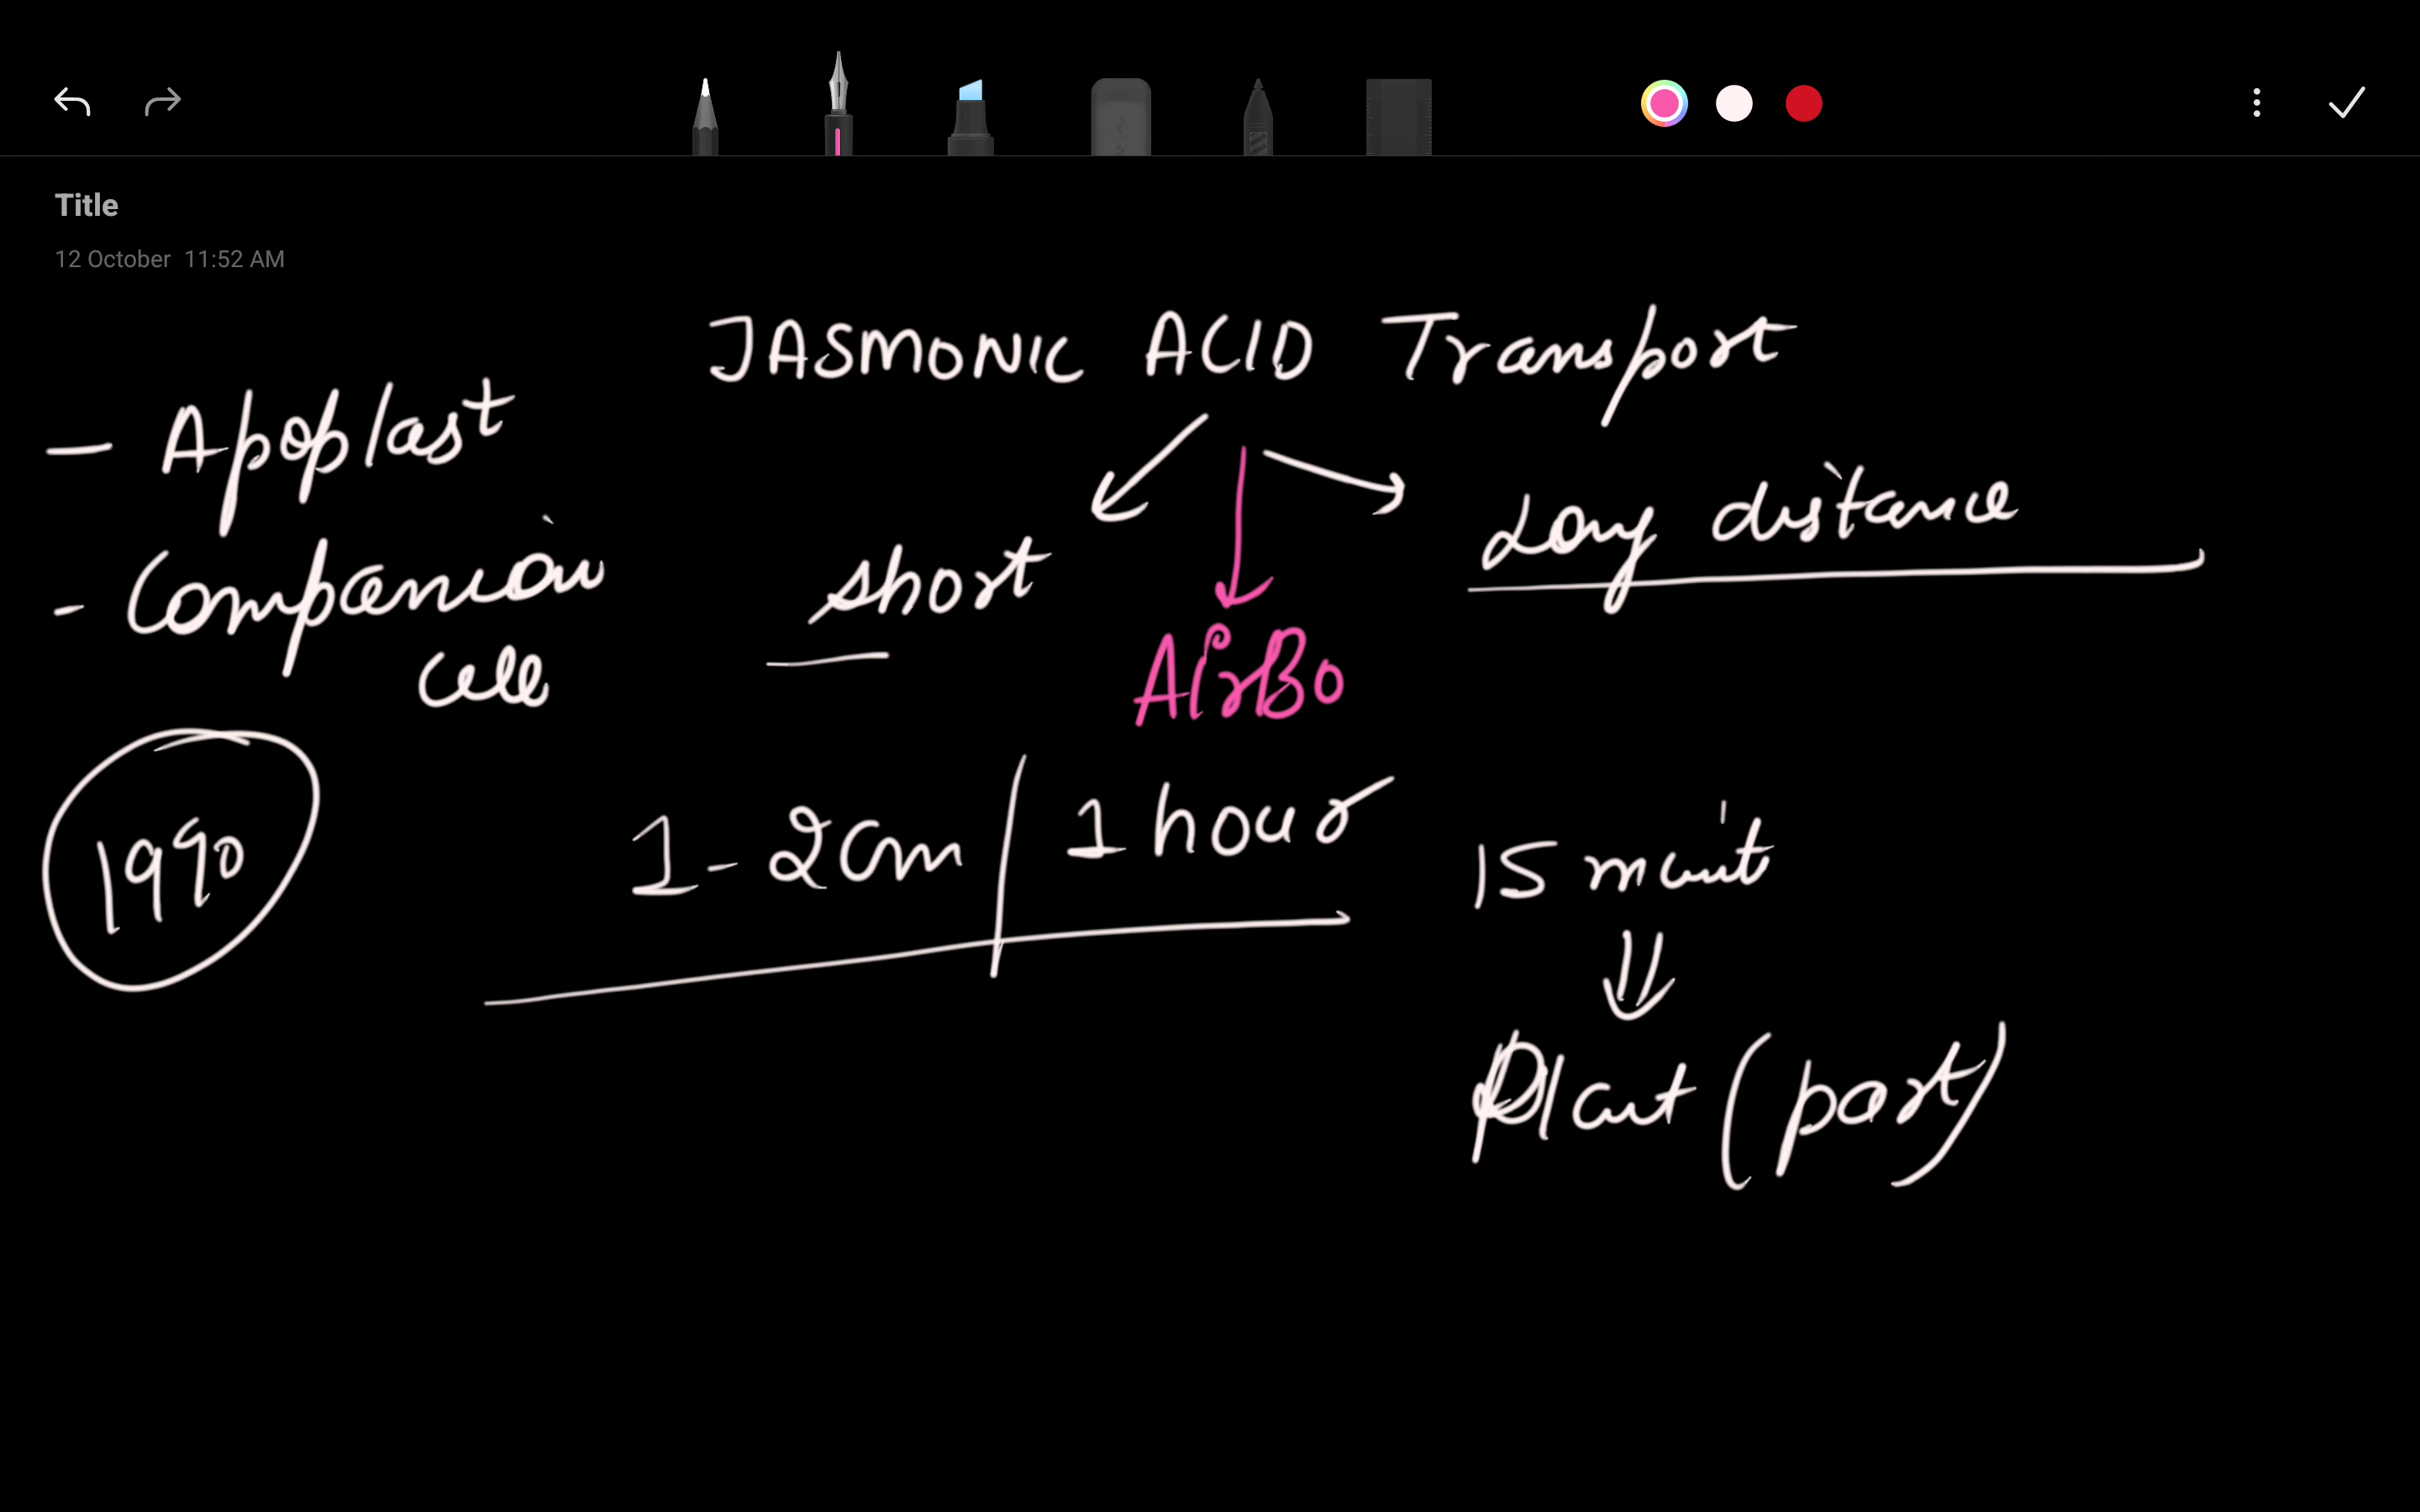 Title
12 October 11:52 AM
JASMONIC ACID Transport
- Apoplast
- Companion
cell
short
Long distance
AirBo
1990
1-2cm / 1 hour
15 minit
Plant (part)